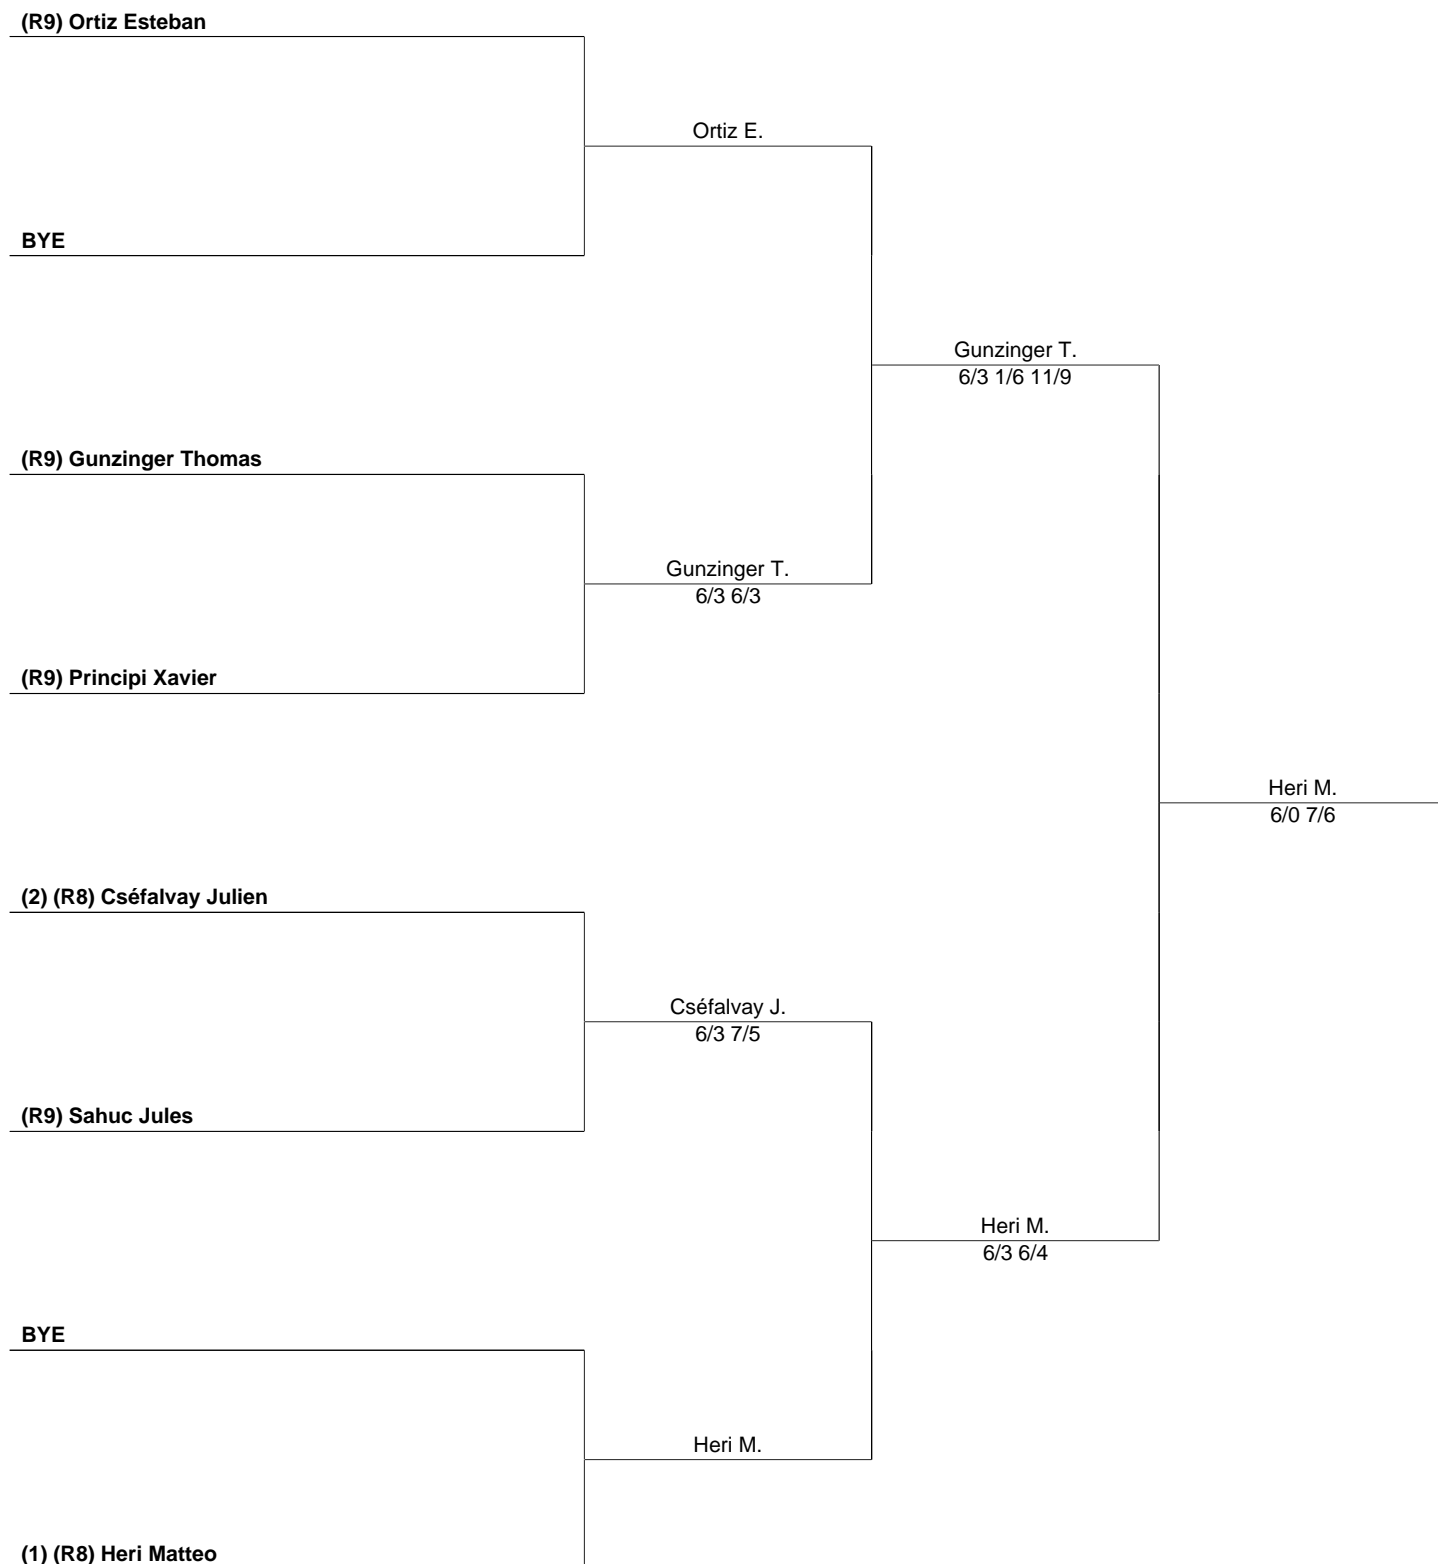 (R9) Ortiz Esteban
Ortiz E.
BYE
Gunzinger T.
6/3 1/6 11/9
(R9) Gunzinger Thomas
Gunzinger T.
6/3 6/3
(R9) Principi Xavier
Heri M.
6/0 7/6
(2) (R8) Cséfalvay Julien
Cséfalvay J.
6/3 7/5
(R9) Sahuc Jules
Heri M.
6/3 6/4
BYE
Heri M.
(1) (R8) Heri Matteo